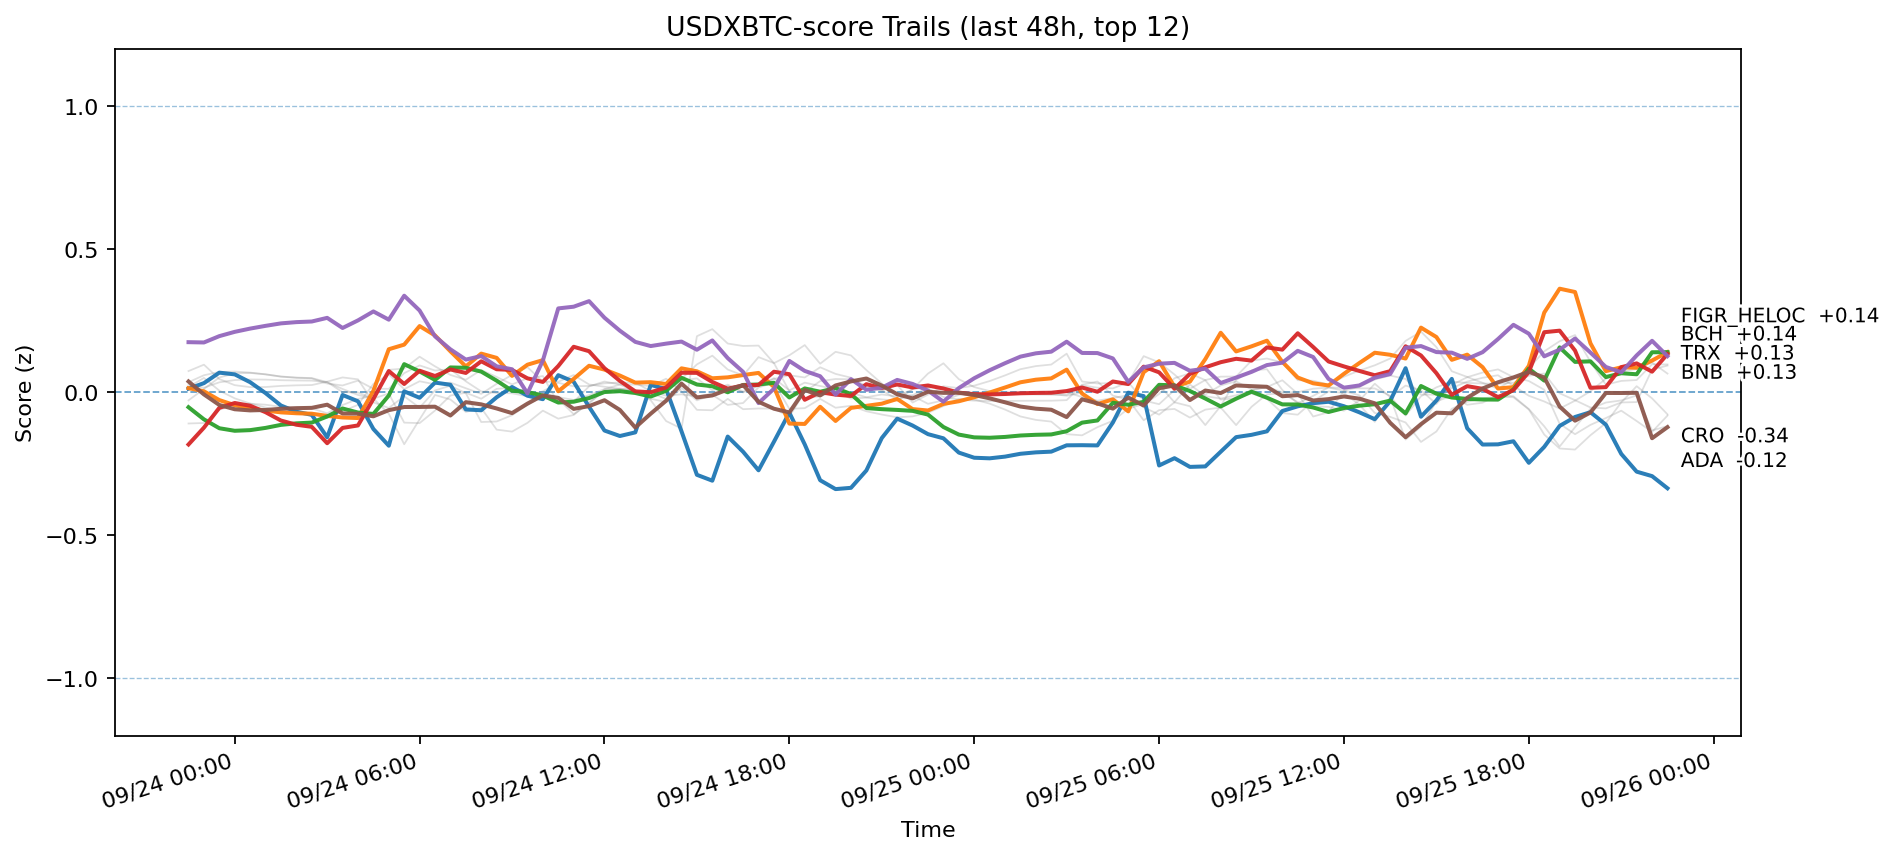 USDXBTC-score Trails (last 48h, top 12)
Score (z)
1.0
0.5
0.0
−0.5
−1.0
FIGR_HELOC +0.14
BCH +0.14
TRX +0.13
BNB +0.13
CRO -0.34
ADA -0.12
09/24 00:00
09/24 06:00
09/24 12:00
09/24 18:00
09/25 00:00
09/25 06:00
09/25 12:00
09/25 18:00
09/26 00:00
Time